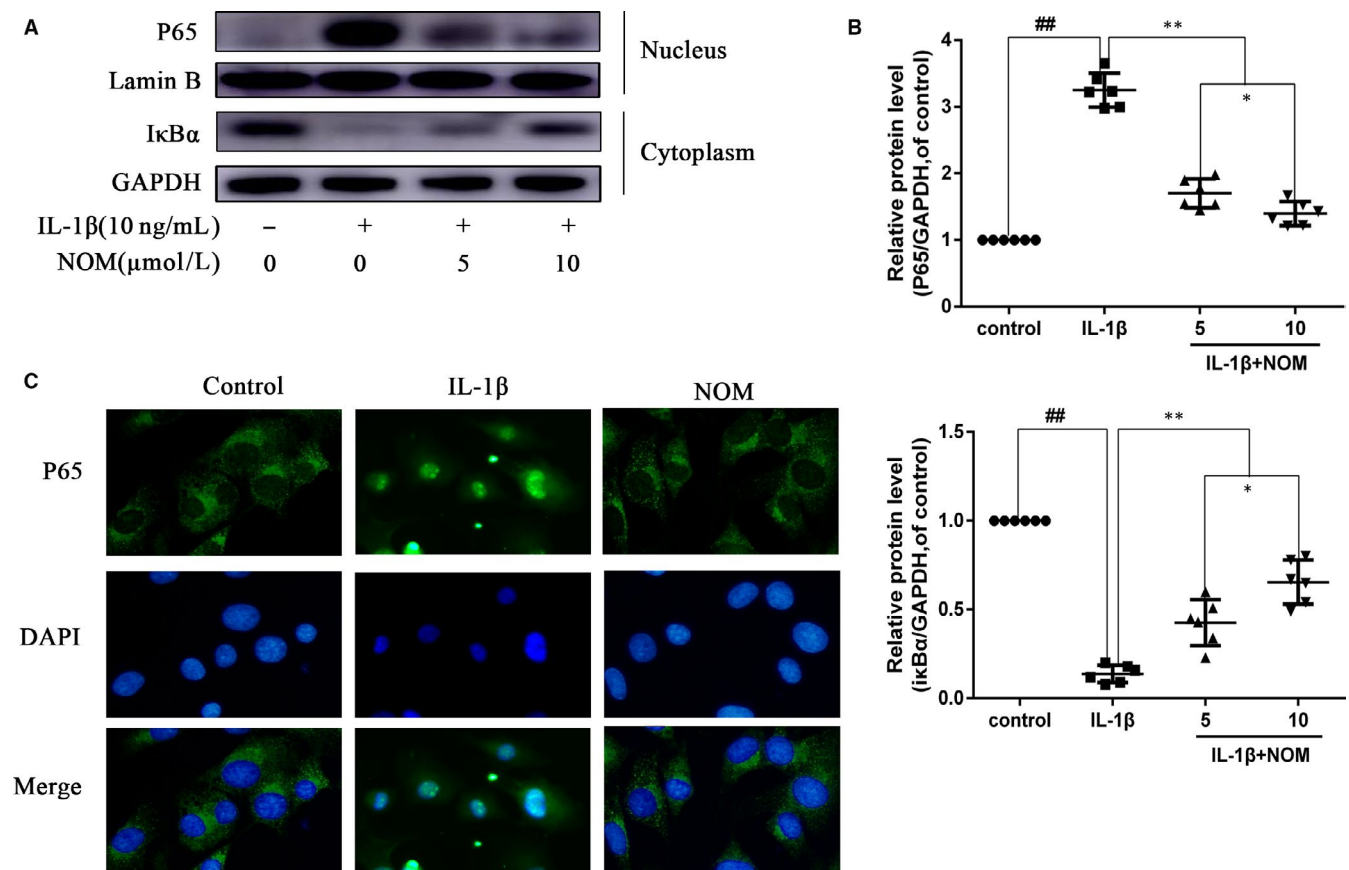 A
P65
Lamin B
Nucleus
IκBα
GAPDH
Cytoplasm
IL-1β(10 ng/mL) – + + +
NOM(μmol/L) 0 0 5 10
B
Relative protein level
(P65/GAPDH,of control)
4
3
2
1
0
##
**
*
control IL-1β 5 10
IL-1β+NOM
Relative protein level
(iκBα/GAPDH,of control)
1.5
1.0
0.5
0.0
##
**
*
control IL-1β 5 10
IL-1β+NOM
C
Control IL-1β NOM
P65
DAPI
Merge